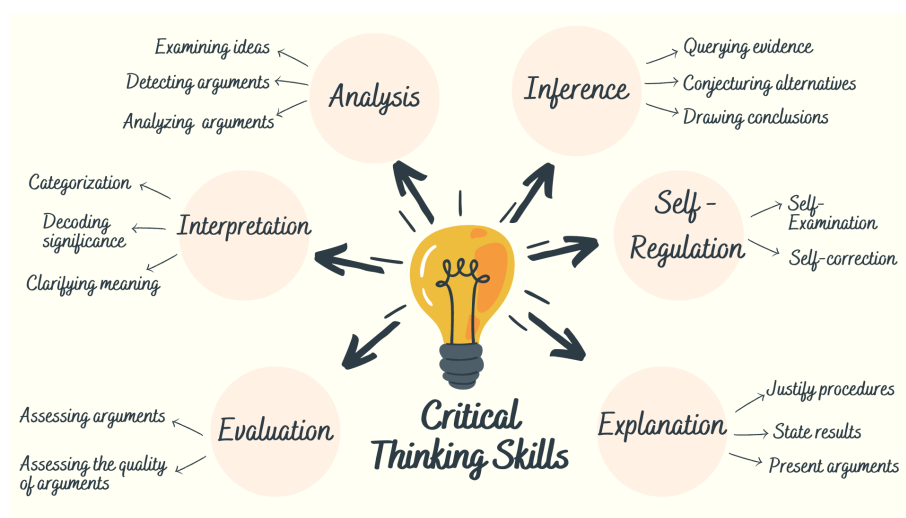 Examining ideas
Detecting arguments
Analyzing arguments
Analysis
Inference
Querying evidence
Conjecturing alternatives
Drawing conclusions
Categorization
Decoding
significance
Clarifying meaning
Interpretation
Self -
Regulation
Self-
Examination
Self-correction
Assessing arguments
Assessing the quality
of arguments
Evaluation
Critical
Thinking Skills
Explanation
Justify procedures
State results
Present arguments